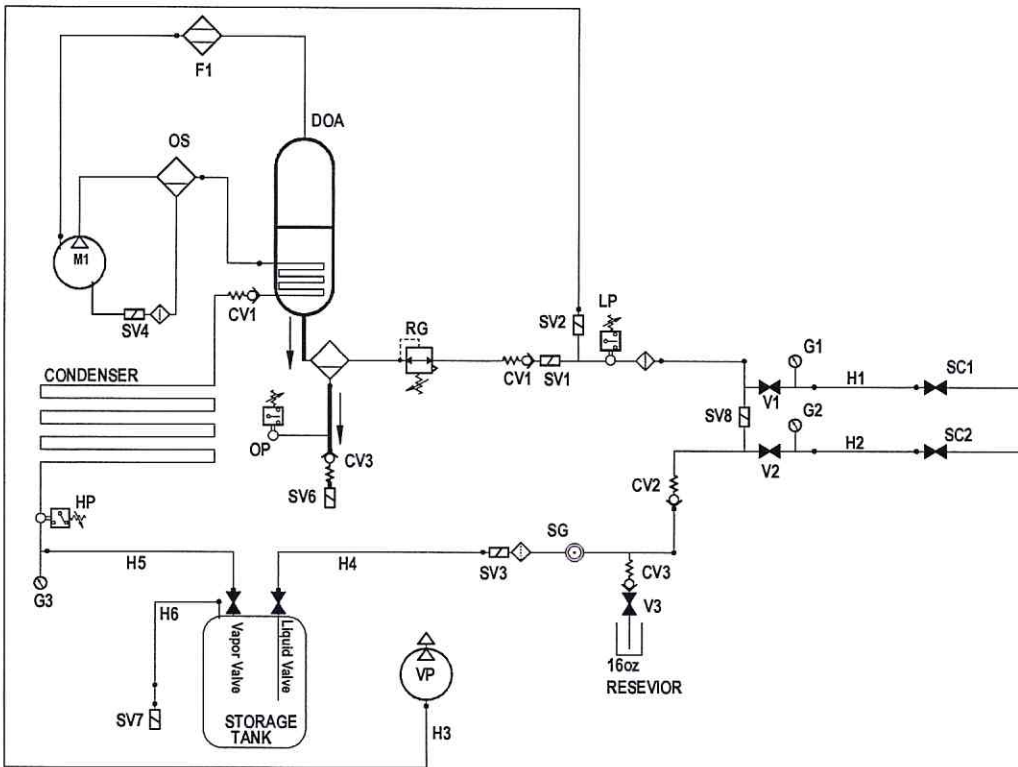 F1
DOA
OS
M1
SV4
CV1
LP
SV2
RG
CV1
SV1
G1
H1
SC1
V1
CONDENSER
SV8
G2
H2
SC2
V2
OP
CV3
SV6
CV2
HP
SG
H5
H4
SV3
CV3
G3
H6
V3
Vapor Valve
Liquid Valve
VP
16oz
RESEVIOR
SV7
STORAGE
TANK
H3